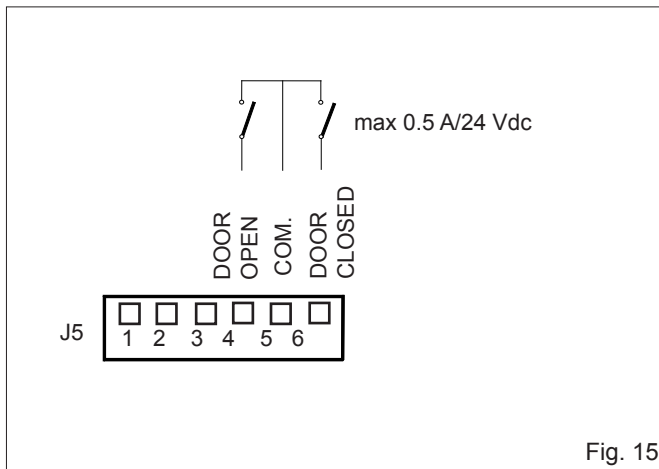 max 0.5 A/24 Vdc
DOOR
OPEN
COM.
DOOR
CLOSED
J5
1 2 3 4 5 6
Fig. 15